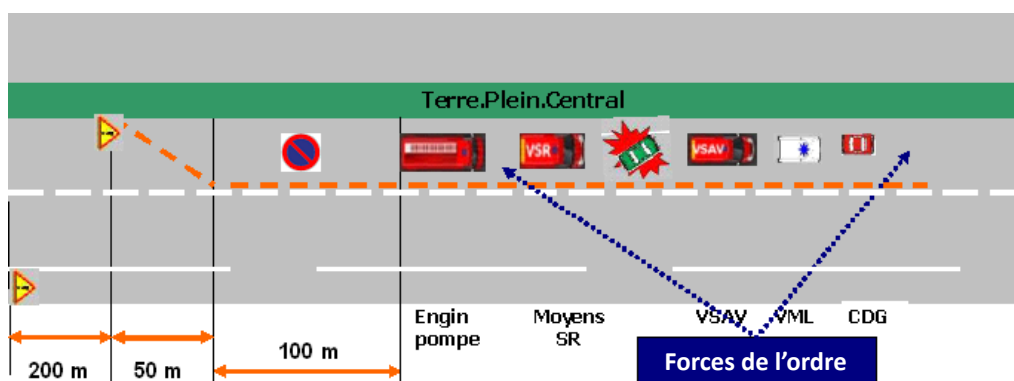 Terre.Plein.Central
VSR
VSAV
Engin
pompe
Moyens
SR
VSAV
VML
CDG
200 m
50 m
100 m
Forces de l’ordre